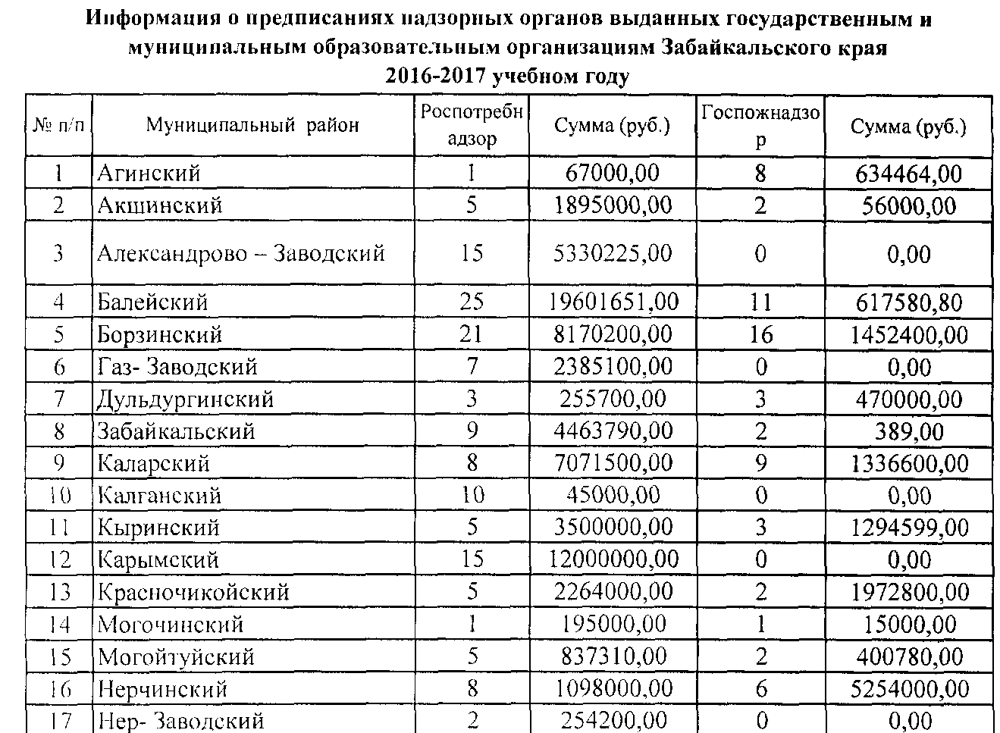 Информация о предписаниях надзорных органов выданных государственным и
муниципальным образовательным организациям Забайкальского края
2016-2017 учебном году
№ п/п Муниципальный район Роспотребн адзор Сумма (руб.) Госпожнадзо р Сумма (руб.)
1 Агинский 1 67000,00 8 634464,00
2 Акшинский 5 1895000,00 2 56000,00
3 Александрово – Заводский 15 5330225,00 0 0,00
4 Балейский 25 19601651,00 11 617580,80
5 Борзинский 21 8170200,00 16 1452400,00
6 Газ- Заводский 7 2385100,00 0 0,00
7 Дульдургинский 3 255700,00 3 470000,00
8 Забайкальский 9 4463790,00 2 389,00
9 Каларский 8 7071500,00 9 1336600,00
10 Калганский 10 45000,00 0 0,00
11 Кыринский 5 3500000,00 3 1294599,00
12 Карымский 15 12000000,00 0 0,00
13 Красночикойский 5 2264000,00 2 1972800,00
14 Могочинский 1 195000,00 1 15000,00
15 Могойтуйский 5 837310,00 2 400780,00
16 Нерчинский 8 1098000,00 6 5254000,00
17 Нер- Заводский 2 254200,00 0 0,00